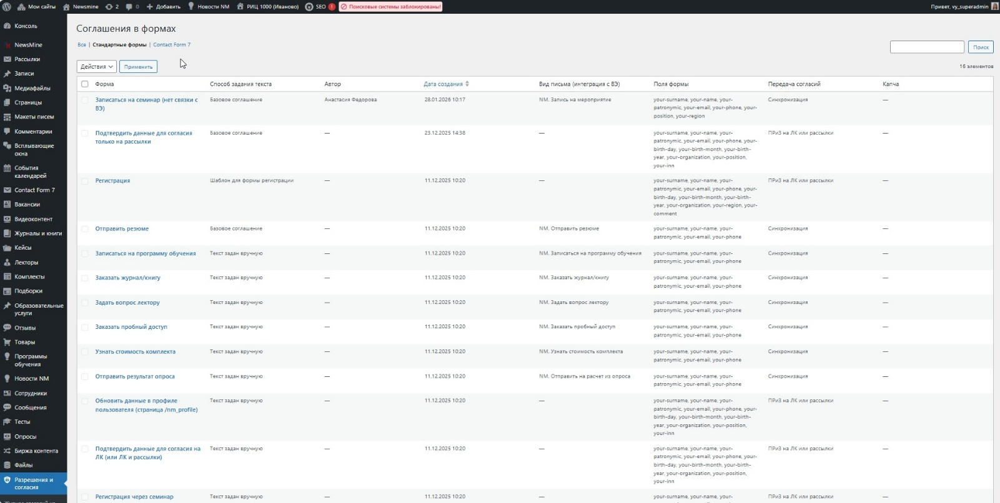 Мои сайты Newsmine 2 0 Добавить Новости NM РИЦ 1000 (Иваново) SEO ! Поисковые системы заблокированы! Привет, vy_superadmin
Консоль
NewsMine
Рассылки
Записи
Медиафайлы
Страницы
Макеты писем
Комментарии
Всплывающие
окна
События
календарей
Contact Form 7
Вакансии
Видеоконтент
Журналы и книги
Кейсы
Лекторы
Комплекты
Подборки
Образовательные
услуги
Отзывы
Товары
Программы
обучения
Новости NM
Сотрудники
Сообщения
Тесты
Опросы
Биржа контента
Файлы
Разрешения и
согласия
Соглашения в формах
Все | Стандартные формы | Contact Form 7
Поиск
Действия Применить
16 элементов
Форма Способ задания текста Автор Дата создания Вид письма (интеграция с ВЭ) Поля формы Передача согласий Капча
Записаться на семинар (нет связки с Базовое соглашение Анастасия Федорова 28.01.2026 10:17 NM. Запись на мероприятие your-surname, your-name, your- Синхронизация —
ВЭ) patronymic, your-email, your-phone, your-
position, your-region
Подтвердить данные для согласия Базовое соглашение — 23.12.2025 14:38 — your-surname, your-name, your- ПРиЗ на ЛК или рассылки —
только на рассылки patronymic, your-email, your-phone, your-
birth-day, your-birth-month, your-birth-
year, your-organization, your-position,
your-inn
Регистрация Шаблон для формы регистрации — 11.12.2025 10:20 — your-surname, your-name, your- ПРиЗ на ЛК или рассылки —
patronymic, your-email, your-phone, your-
birth-day, your-birth-month, your-birth-
year, your-organization, your-region, your-
comment
Отправить резюме Базовое соглашение — 11.12.2025 10:20 NM. Отправить резюме your-surname, your-name, your- Синхронизация —
patronymic, your-email, your-phone
Записаться на программу обучения Текст задан вручную — 11.12.2025 10:20 NM. Записаться на программу обучения your-surname, your-name, your- Синхронизация —
patronymic, your-email, your-phone
Заказать журнал/книгу Текст задан вручную — 11.12.2025 10:20 NM. Заказать журнал/книгу your-surname, your-name, your- Синхронизация —
patronymic, your-email, your-phone
Задать вопрос лектору Текст задан вручную — 11.12.2025 10:20 NM. Задать вопрос лектору your-surname, your-name, your- Синхронизация —
patronymic, your-email, your-phone
Заказать пробный доступ Текст задан вручную — 11.12.2025 10:20 NM. Заказать пробный доступ your-surname, your-name, your- Синхронизация —
patronymic, your-email, your-phone
Узнать стоимость комплекта Текст задан вручную — 11.12.2025 10:20 NM. Узнать стоимость комплекта your-surname, your-name, your- Синхронизация —
patronymic, your-email, your-phone
Отправить результат опроса Текст задан вручную — 11.12.2025 10:20 NM. Отправить на расчет из опроса your-surname, your-name, your- Синхронизация —
patronymic, your-email, your-phone
Обновить данные в профиле Текст задан вручную — 11.12.2025 10:20 — your-surname, your-name, your- ПРиЗ на ЛК или рассылки —
пользователя (страница /nm_profile) patronymic, your-email, your-phone, your-
birth-day, your-birth-month, your-birth-
year, your-organization, your-position,
your-inn
Подтвердить данные для согласия на Текст задан вручную — 11.12.2025 10:20 — your-surname, your-name, your- ПРиЗ на ЛК или рассылки —
ЛК (или ЛК и рассылки) patronymic, your-email, your-phone, your-
birth-day, your-birth-month, your-birth-
year, your-organization, your-position,
your-inn
Регистрация через семинар Текст задан вручную — 11.12.2025 10:20 — your-surname, your-name, your- ПРиЗ на ЛК или рассылки —